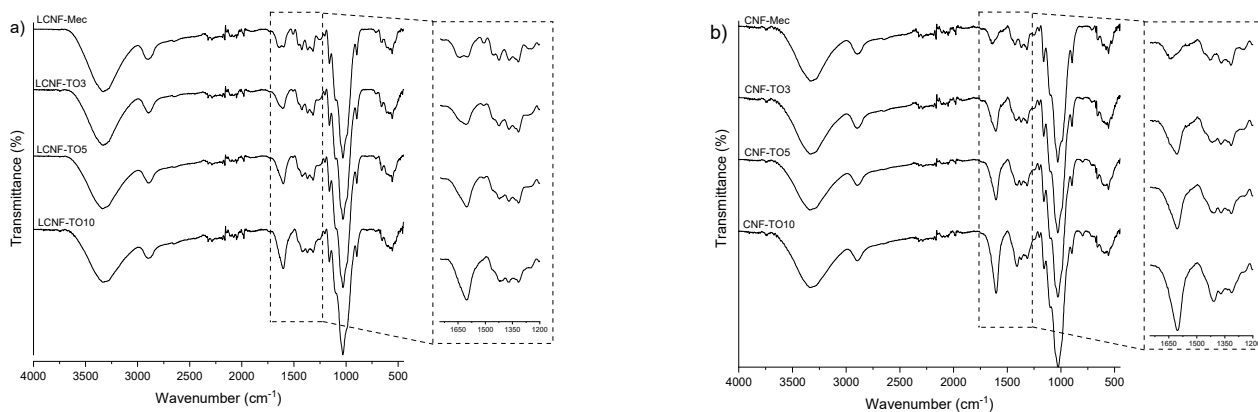 a)
LCNF-Mec
LCNF-TO3
LCNF-TO5
LCNF-TO10
Transmittance (%)
1650 1500 1350 1200
4000 3500 3000 2500 2000 1500 1000 500
Wavenumber (cm⁻¹)
b)
CNF-Mec
CNF-TO3
CNF-TO5
CNF-TO10
Transmittance (%)
1650 1500 1350 1200
4000 3500 3000 2500 2000 1500 1000 500
Wavenumber (cm⁻¹)